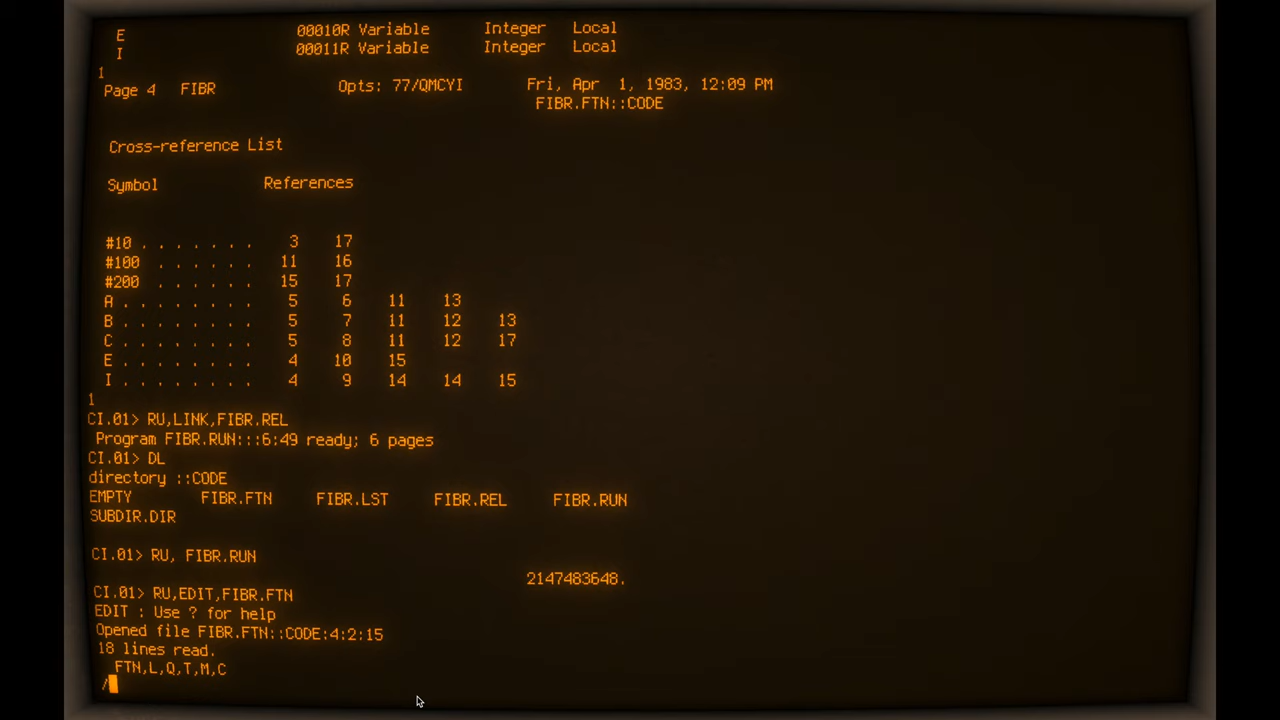 E 00010R Variable Integer Local
I 00011R Variable Integer Local
1
Page 4 FIBR Opts: 77/QMCYI Fri, Apr 1, 1983, 12:09 PM
FIBR.FTN::CODE
Cross-reference List
Symbol References
#10 . . . . . . . 3 17
#100 . . . . . . 11 16
#200 . . . . . . 15 17
A . . . . . . . . 5 6 11 13
B . . . . . . . . 5 7 11 12 13
C . . . . . . . . 5 8 11 12 17
E . . . . . . . . 4 10 15
I . . . . . . . . 4 9 14 14 15
1
CI.01> RU,LINK,FIBR.REL
Program FIBR.RUN:::6:49 ready; 6 pages
CI.01> DL
directory ::CODE
EMPTY FIBR.FTN FIBR.LST FIBR.REL FIBR.RUN
SUBDIR.DIR
CI.01> RU, FIBR.RUN
2147483648.
CI.01> RU,EDIT,FIBR.FTN
EDIT : Use ? for help
Opened file FIBR.FTN::CODE:4:2:15
18 lines read.
FTN,L,Q,T,M,C
/